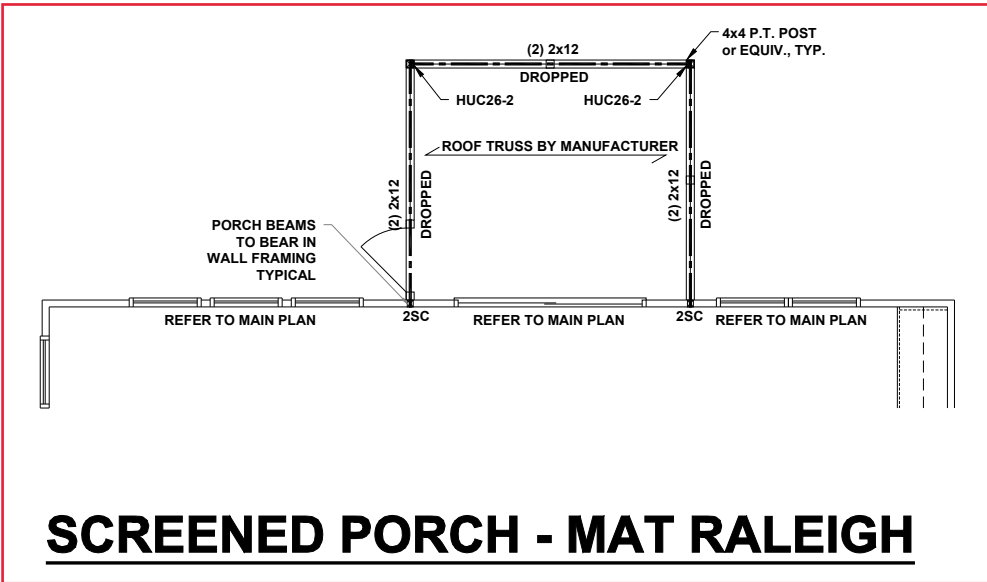 4x4 P.T. POST
or EQUIV., TYP.
(2) 2x12
DROPPED
HUC26-2
HUC26-2
ROOF TRUSS BY MANUFACTURER
(2) 2x12
DROPPED
(2) 2x12
DROPPED
PORCH BEAMS
TO BEAR IN
WALL FRAMING
TYPICAL
REFER TO MAIN PLAN
2SC
REFER TO MAIN PLAN
2SC
REFER TO MAIN PLAN
SCREENED PORCH - MAT RALEIGH